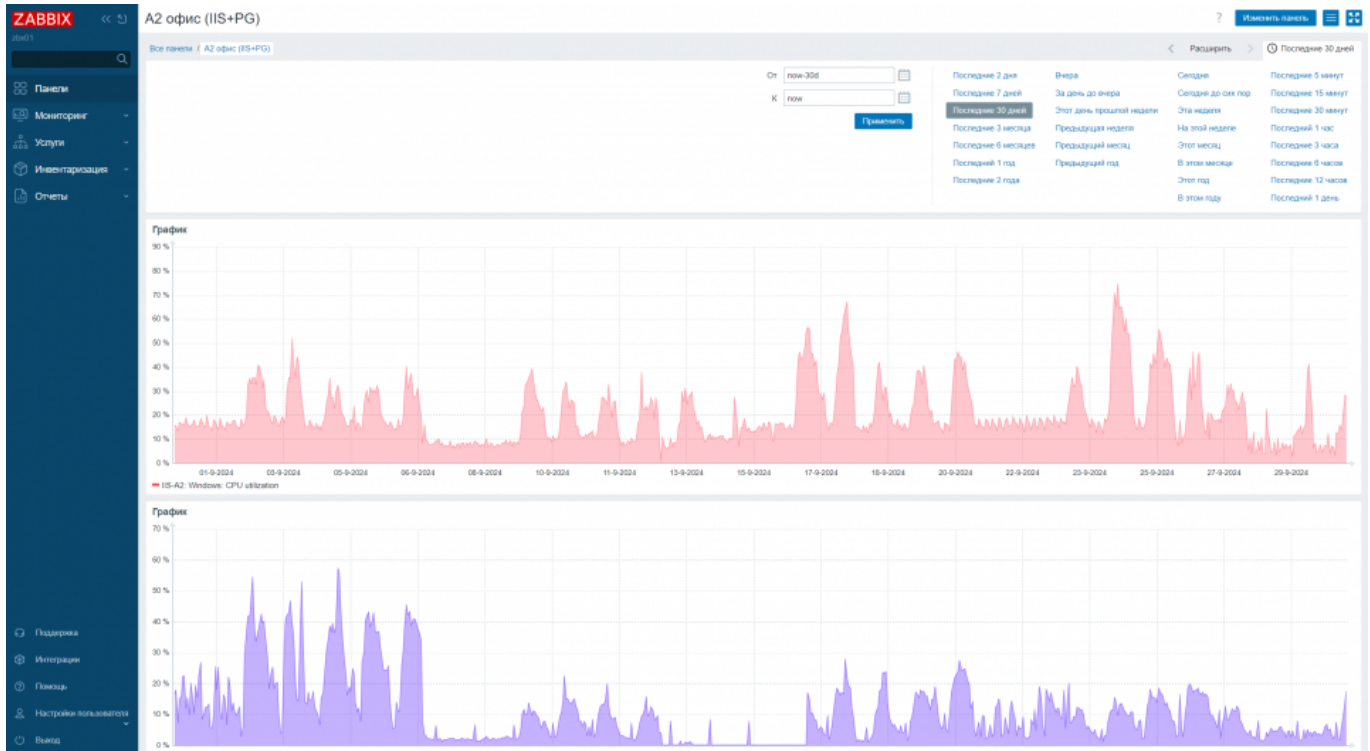 ZABBIX
zbx01
Панели
Мониторинг
Услуги
Инвентаризация
Отчеты
Поддержка
Интеграции
Помощь
Настройки пользователя
Выход
А2 офис (IIS+PG)
?
Изменить панель
Все панели / А2 офис (IIS+PG)
Расширить
Последние 30 дней
От now-30d
К now
Применить
Последние 2 дня Вчера Сегодня Последние 5 минут
Последние 7 дней За день до вчера Сегодня до сих пор Последние 15 минут
Последние 30 дней Этот день прошлой недели Эта неделя Последние 30 минут
Последние 3 месяца Предыдущая неделя На этой неделе Последний 1 час
Последние 6 месяцев Предыдущий месяц Этот месяц Последние 3 часа
Последний 1 год Предыдущий год В этом месяце Последние 6 часов
Последние 2 года Этот год Последние 12 часов
В этом году Последний 1 день
График
90 %
80 %
70 %
60 %
50 %
40 %
30 %
20 %
10 %
0 %
01-9-2024 03-9-2024 05-9-2024 06-9-2024 08-9-2024 10-9-2024 11-9-2024 13-9-2024 15-9-2024 17-9-2024 18-9-2024 20-9-2024 22-9-2024 23-9-2024 25-9-2024 27-9-2024 29-9-2024
IIS-A2: Windows: CPU utilization
График
70 %
60 %
50 %
40 %
30 %
20 %
10 %
0 %